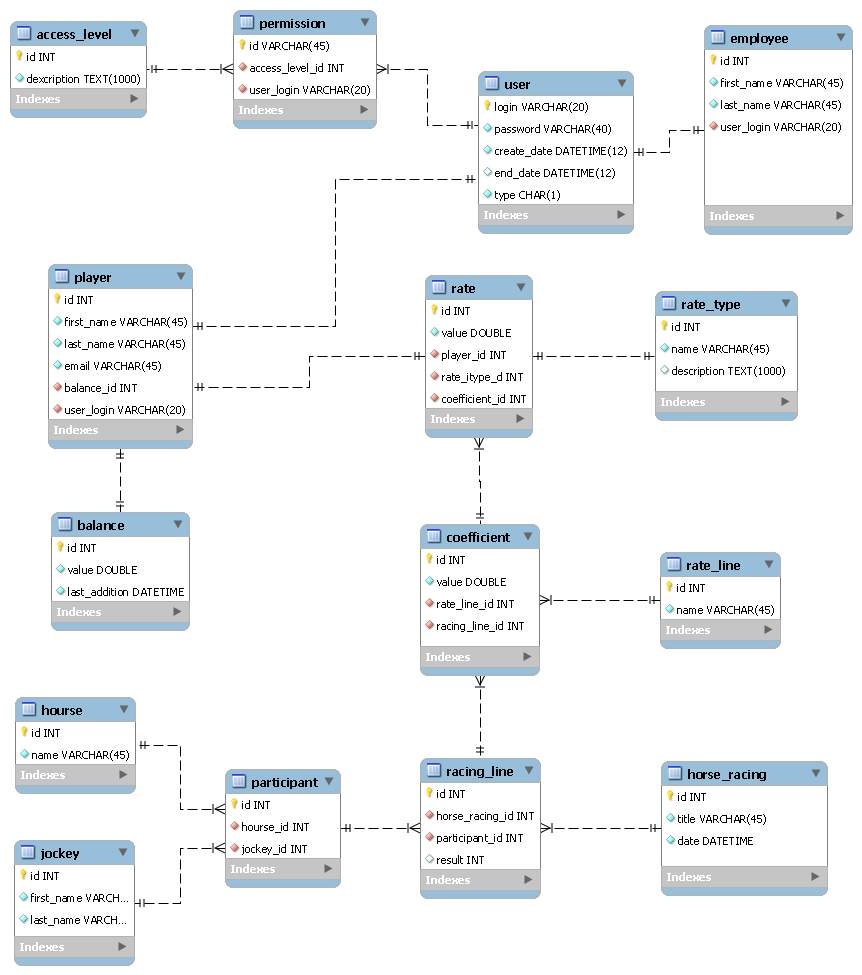 access_level
id INT
dexcription TEXT(1000)
Indexes
permission
id VARCHAR(45)
access_level_id INT
user_login VARCHAR(20)
Indexes
user
login VARCHAR(20)
password VARCHAR(40)
create_date DATETIME(12)
end_date DATETIME(12)
type CHAR(1)
Indexes
employee
id INT
first_name VARCHAR(45)
last_name VARCHAR(45)
user_login VARCHAR(20)
Indexes
player
id INT
first_name VARCHAR(45)
last_name VARCHAR(45)
email VARCHAR(45)
balance_id INT
user_login VARCHAR(20)
Indexes
rate
id INT
value DOUBLE
player_id INT
rate_itype_d INT
coefficient_id INT
Indexes
rate_type
id INT
name VARCHAR(45)
description TEXT(1000)
Indexes
balance
id INT
value DOUBLE
last_addition DATETIME
Indexes
coefficient
id INT
value DOUBLE
rate_line_id INT
racing_line_id INT
Indexes
rate_line
id INT
name VARCHAR(45)
Indexes
hourse
id INT
name VARCHAR(45)
Indexes
participant
id INT
hourse_id INT
jockey_id INT
Indexes
racing_line
id INT
horse_racing_id INT
participant_id INT
result INT
Indexes
horse_racing
id INT
title VARCHAR(45)
date DATETIME
Indexes
jockey
id INT
first_name VARCH...
last_name VARCH...
Indexes